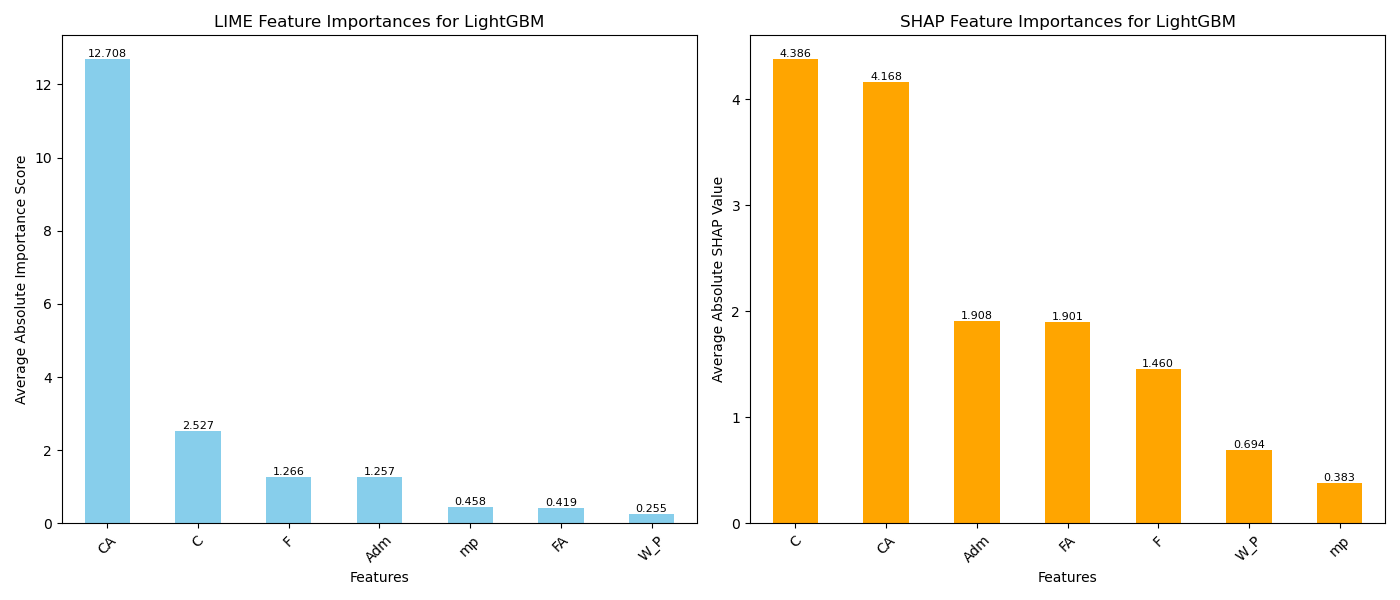 LIME Feature Importances for LightGBM
Average Absolute Importance Score
12
10
8
6
4
2
0
12.708
2.527
1.266
1.257
0.458
0.419
0.255
CA
C
F
Adm
mp
FA
W_P
Features
SHAP Feature Importances for LightGBM
Average Absolute SHAP Value
4
3
2
1
0
4.386
4.168
1.908
1.901
1.460
0.694
0.383
C
CA
Adm
FA
F
W_P
mp
Features